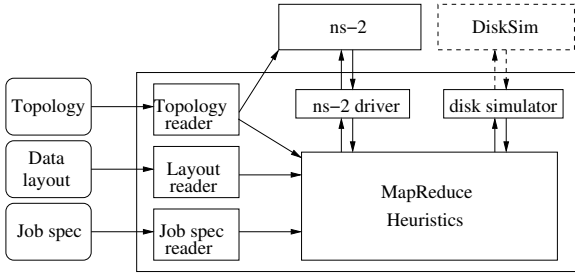 ns−2
DiskSim
Topology
Topology
reader
ns−2 driver
disk simulator
Data
layout
Layout
reader
MapReduce
Heuristics
Job spec
Job spec
reader